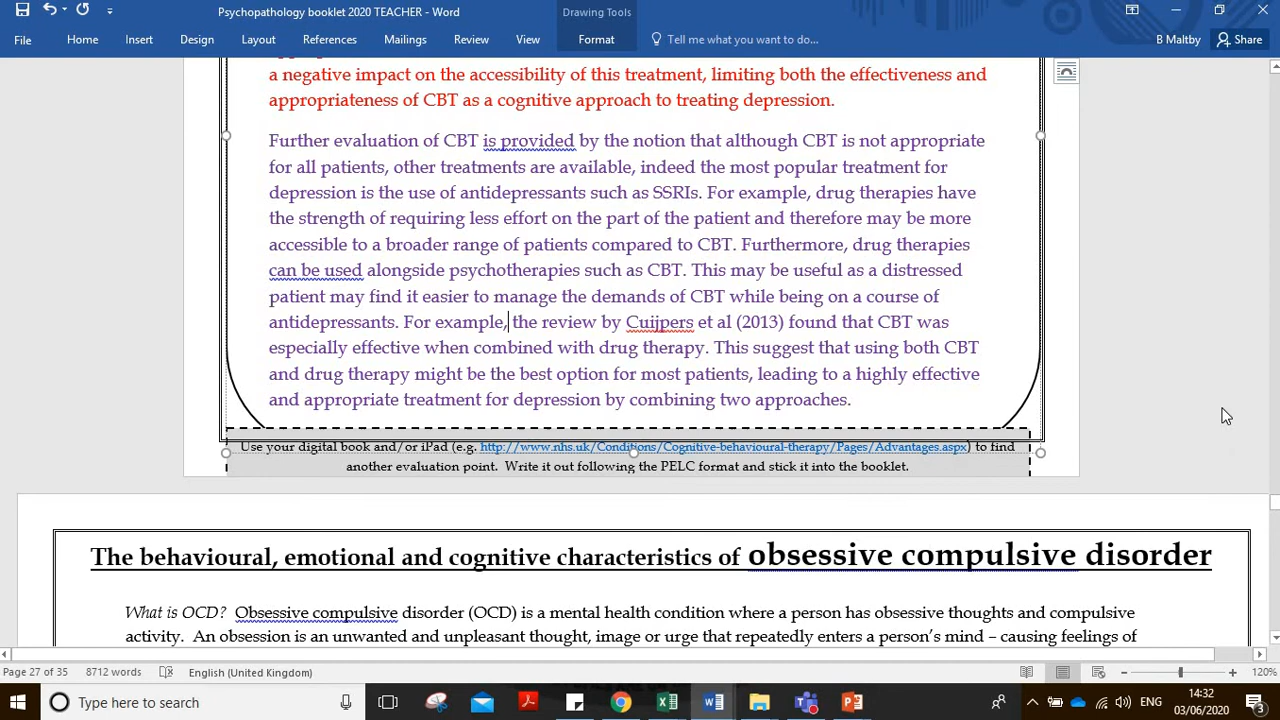 Psychopathology booklet 2020 TEACHER - Word
Drawing Tools
File Home Insert Design Layout References Mailings Review View Format Tell me what you want to do... B Maltby Share
a negative impact on the accessibility of this treatment, limiting both the effectiveness and
appropriateness of CBT as a cognitive approach to treating depression.
Further evaluation of CBT is provided by the notion that although CBT is not appropriate
for all patients, other treatments are available, indeed the most popular treatment for
depression is the use of antidepressants such as SSRIs. For example, drug therapies have
the strength of requiring less effort on the part of the patient and therefore may be more
accessible to a broader range of patients compared to CBT. Furthermore, drug therapies
can be used alongside psychotherapies such as CBT. This may be useful as a distressed
patient may find it easier to manage the demands of CBT while being on a course of
antidepressants. For example, the review by Cuijpers et al (2013) found that CBT was
especially effective when combined with drug therapy. This suggest that using both CBT
and drug therapy might be the best option for most patients, leading to a highly effective
and appropriate treatment for depression by combining two approaches.
Use your digital book and/or iPad (e.g. http://www.nhs.uk/Conditions/Cognitive-behavioural-therapy/Pages/Advantages.aspx) to find
another evaluation point. Write it out following the PELC format and stick it into the booklet.
The behavioural, emotional and cognitive characteristics of obsessive compulsive disorder
What is OCD? Obsessive compulsive disorder (OCD) is a mental health condition where a person has obsessive thoughts and compulsive
activity. An obsession is an unwanted and unpleasant thought, image or urge that repeatedly enters a person's mind – causing feelings of
Page 27 of 35 8712 words English (United Kingdom) 120%
Type here to search ENG 14:32
03/06/2020 3